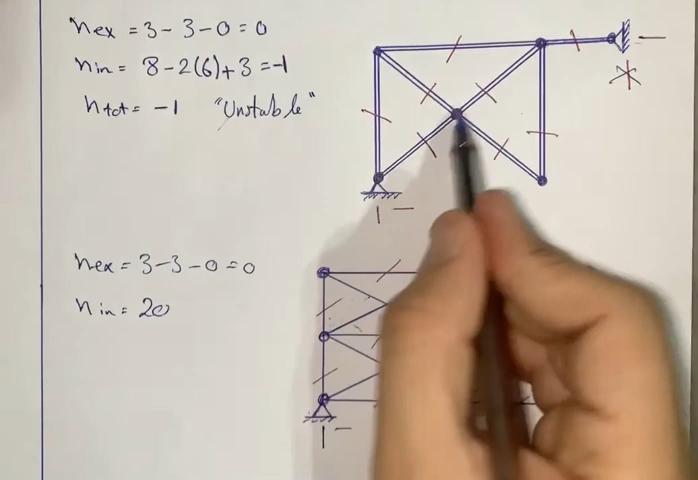 nex = 3 - 3 - 0 = 0
nin = 8 - 2(6) + 3 = -1
ntot = -1 "Unstable"
nex = 3 - 3 - 0 = 0
nin = 20